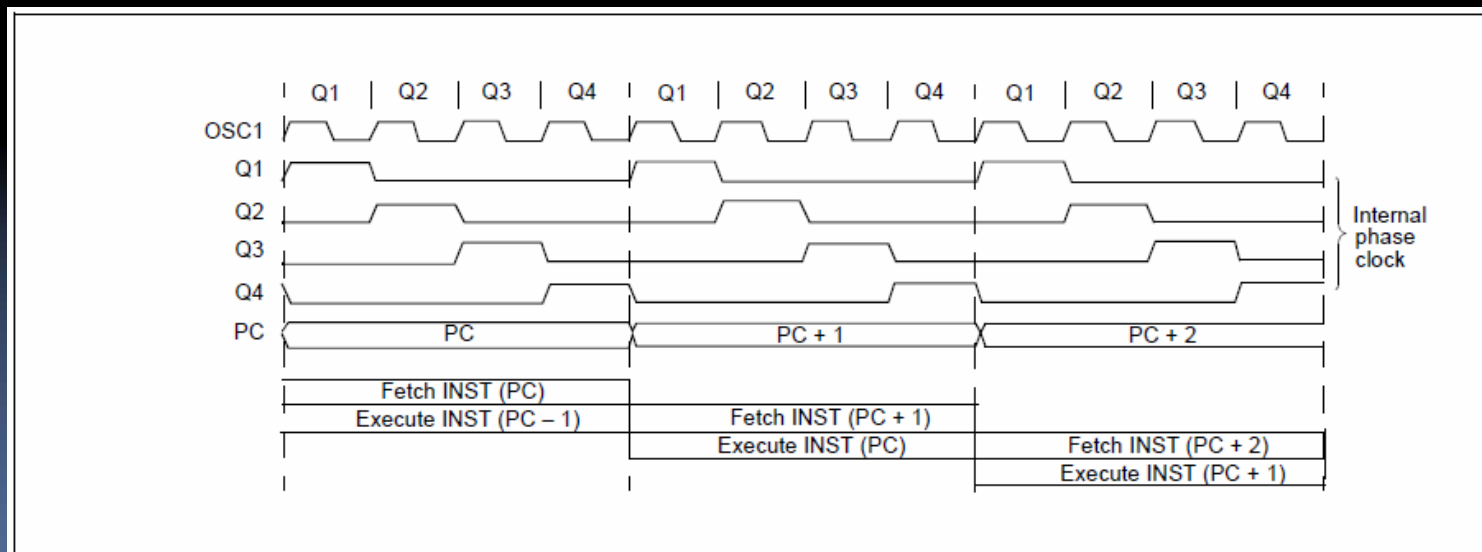 Q1 Q2 Q3 Q4 Q1 Q2 Q3 Q4 Q1 Q2 Q3 Q4
OSC1
Q1
Q2
Q3
Q4
Internal
phase
clock
PC PC PC + 1 PC + 2
Fetch INST (PC)
Execute INST (PC – 1) Fetch INST (PC + 1)
Execute INST (PC) Fetch INST (PC + 2)
Execute INST (PC + 1)